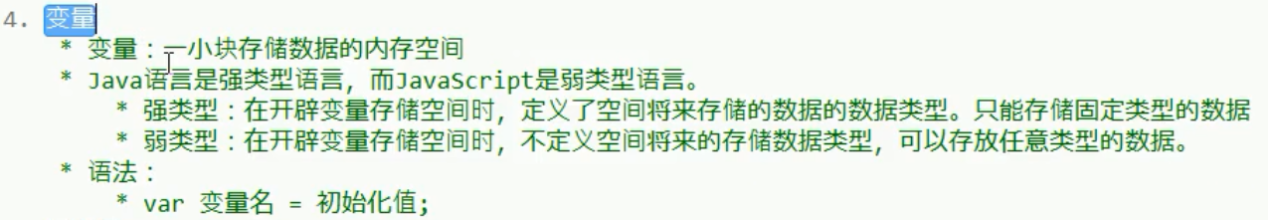 4. 变量
* 变量：一小块存储数据的内存空间
* Java语言是强类型语言，而JavaScript是弱类型语言。
* 强类型：在开辟变量存储空间时，定义了空间将来存储的数据的数据类型。只能存储固定类型的数据
* 弱类型：在开辟变量存储空间时，不定义空间将来的存储数据类型，可以存放任意类型的数据。
* 语法：
* var 变量名 = 初始化值;